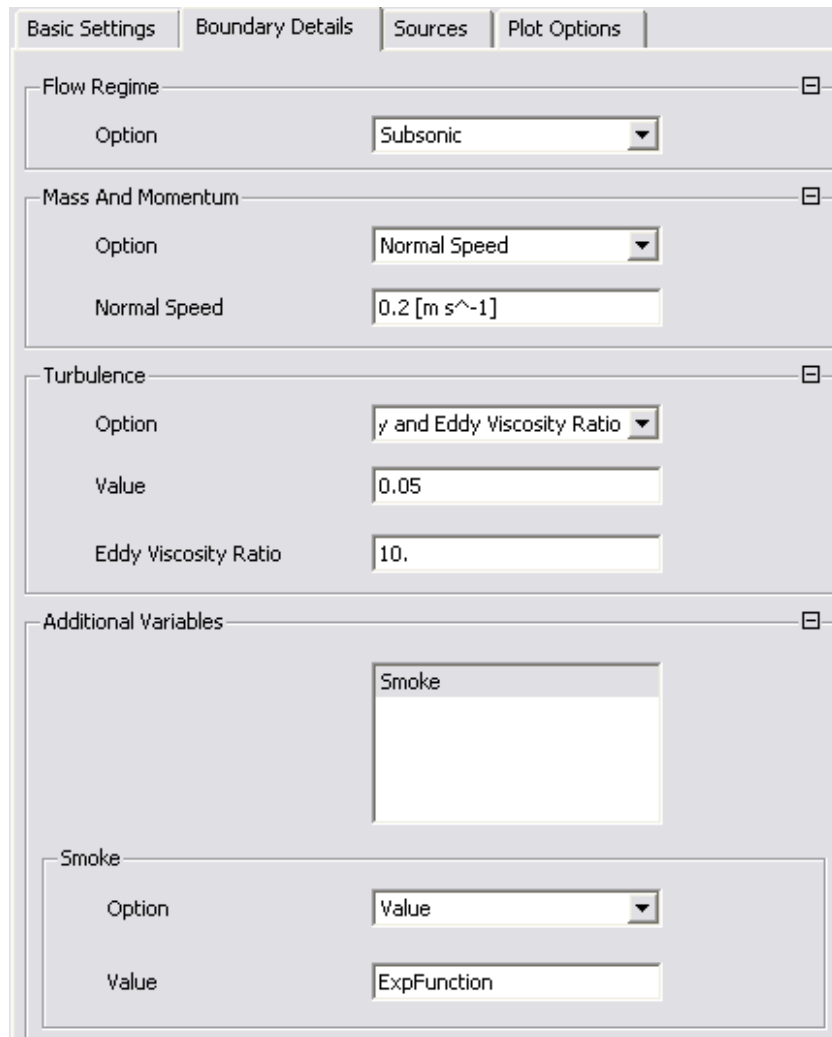 Basic Settings Boundary Details Sources Plot Options
Flow Regime
Option Subsonic
Mass And Momentum
Option Normal Speed
Normal Speed 0.2 [m s^-1]
Turbulence
Option y and Eddy Viscosity Ratio
Value 0.05
Eddy Viscosity Ratio 10.
Additional Variables
Smoke
Smoke
Option Value
Value ExpFunction